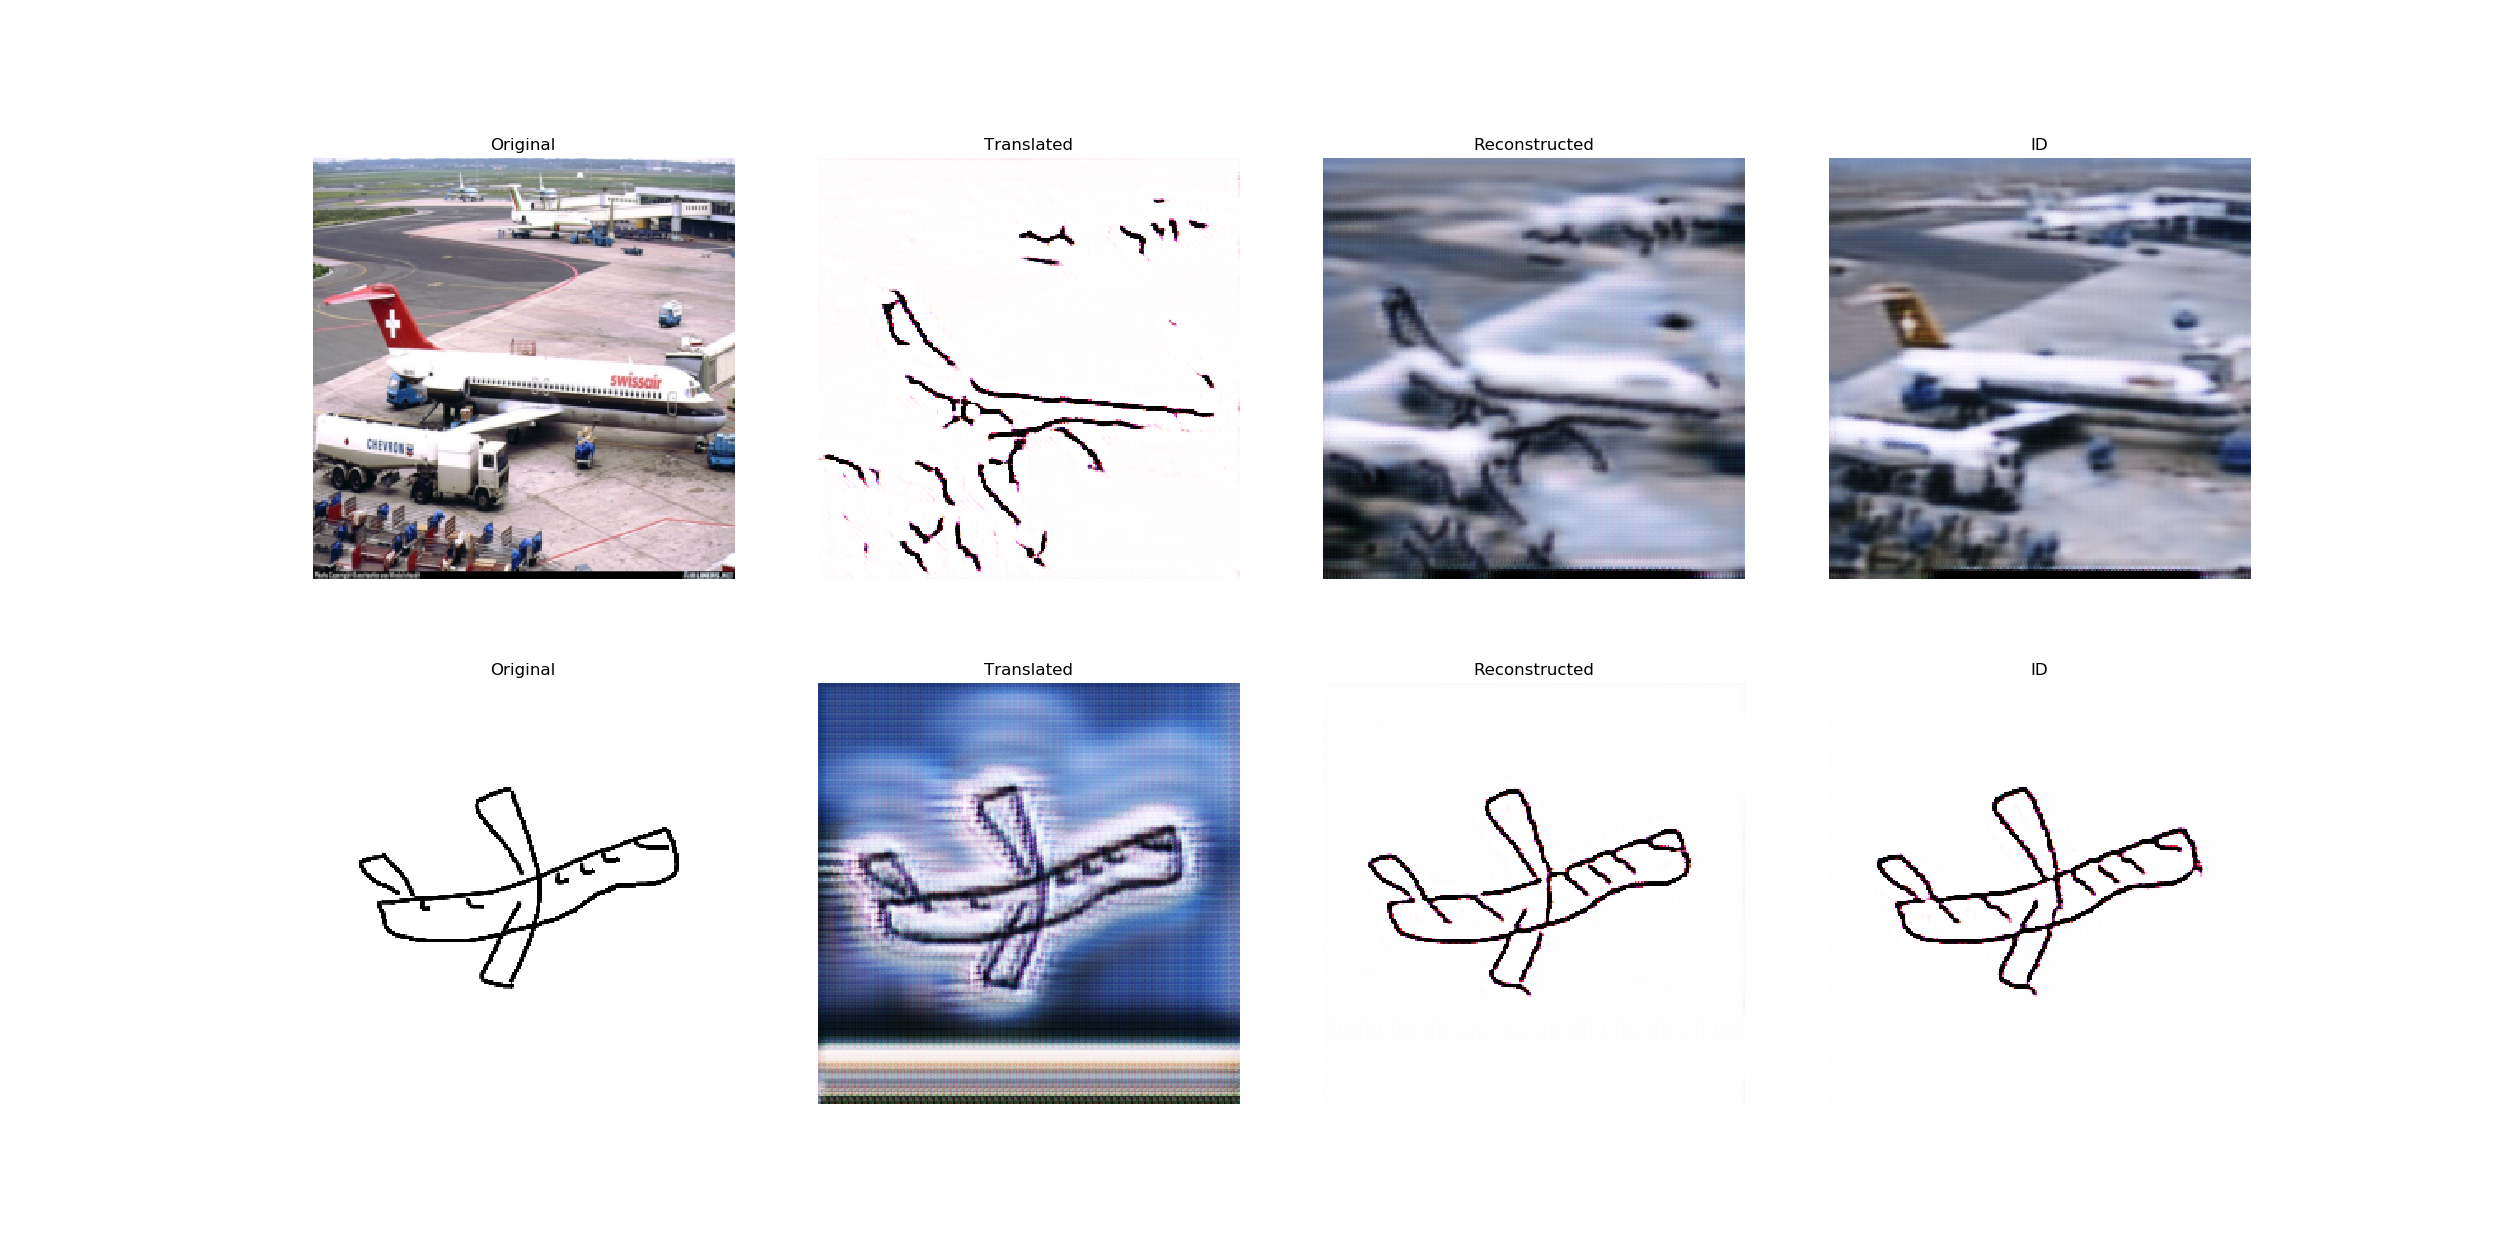 Original
Translated
Reconstructed
ID
swissair
CHEVRON
Original
Translated
Reconstructed
ID